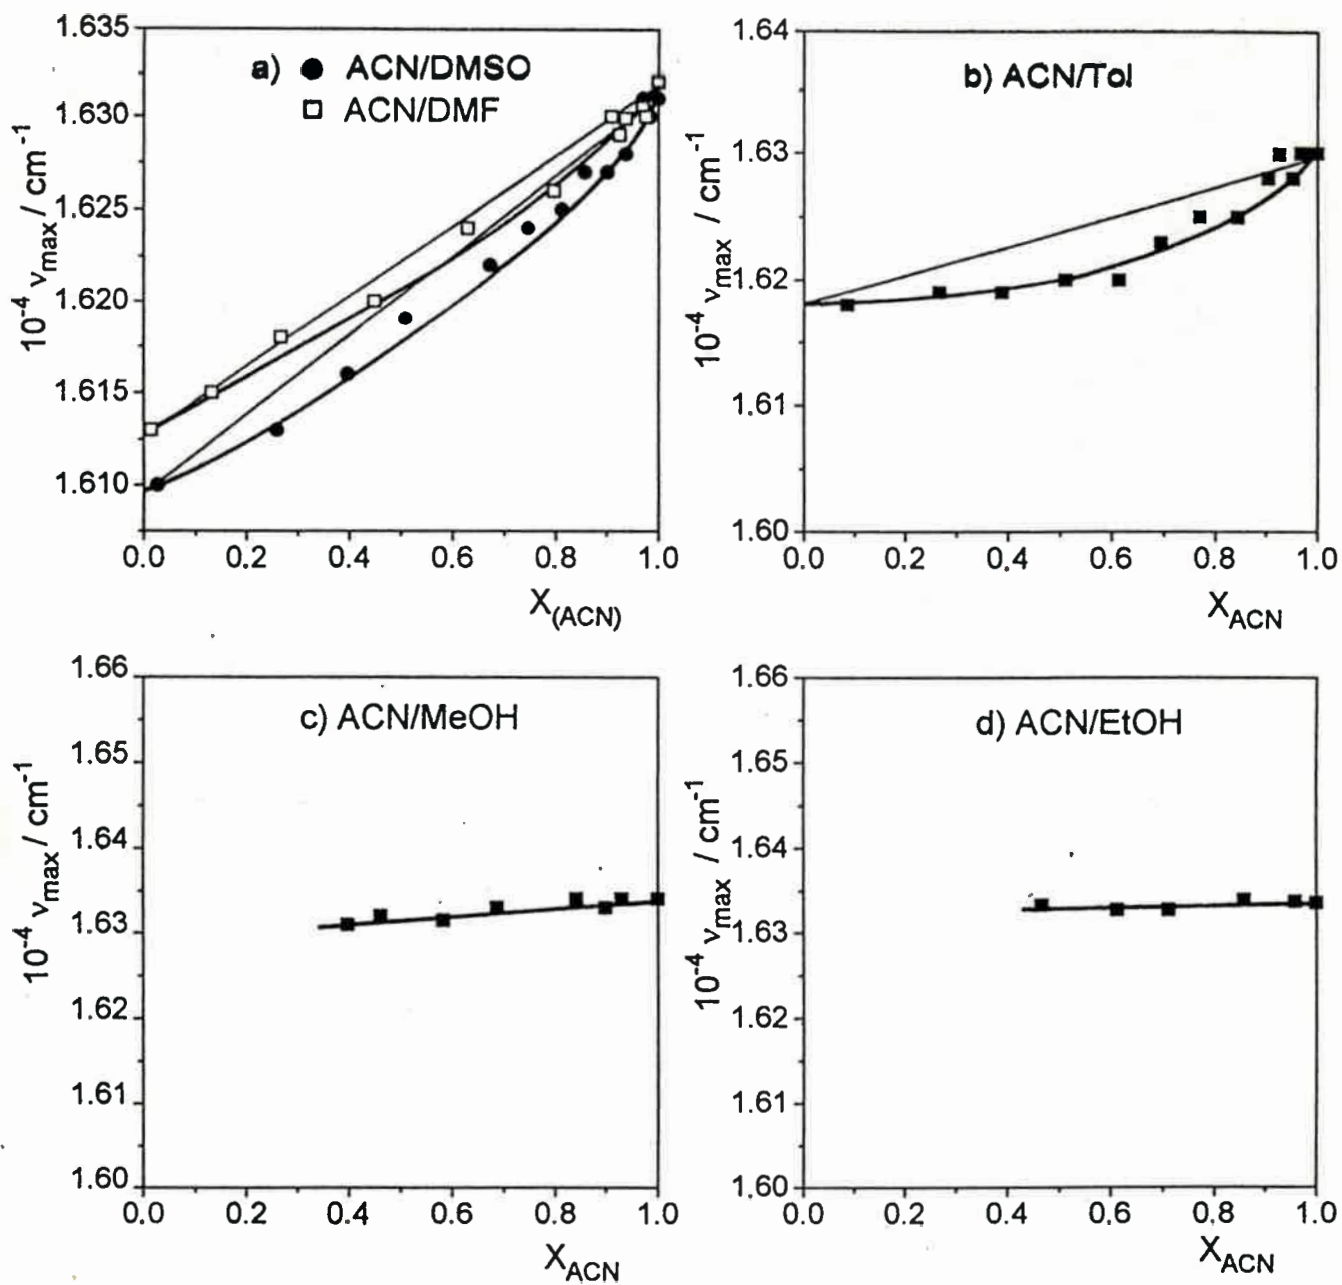 a) ● ACN/DMSO
□ ACN/DMF
10⁻⁴ νmax / cm⁻¹
1.635
1.630
1.625
1.620
1.615
1.610
0.0 0.2 0.4 0.6 0.8 1.0
X(ACN)
b) ACN/Tol
10⁻⁴ νmax / cm⁻¹
1.64
1.63
1.62
1.61
1.60
0.0 0.2 0.4 0.6 0.8 1.0
XACN
c) ACN/MeOH
10⁻⁴ νmax / cm⁻¹
1.66
1.65
1.64
1.63
1.62
1.61
1.60
0.0 0.2 0.4 0.6 0.8 1.0
XACN
d) ACN/EtOH
10⁻⁴ νmax / cm⁻¹
1.66
1.65
1.64
1.63
1.62
1.61
1.60
0.0 0.2 0.4 0.6 0.8 1.0
XACN